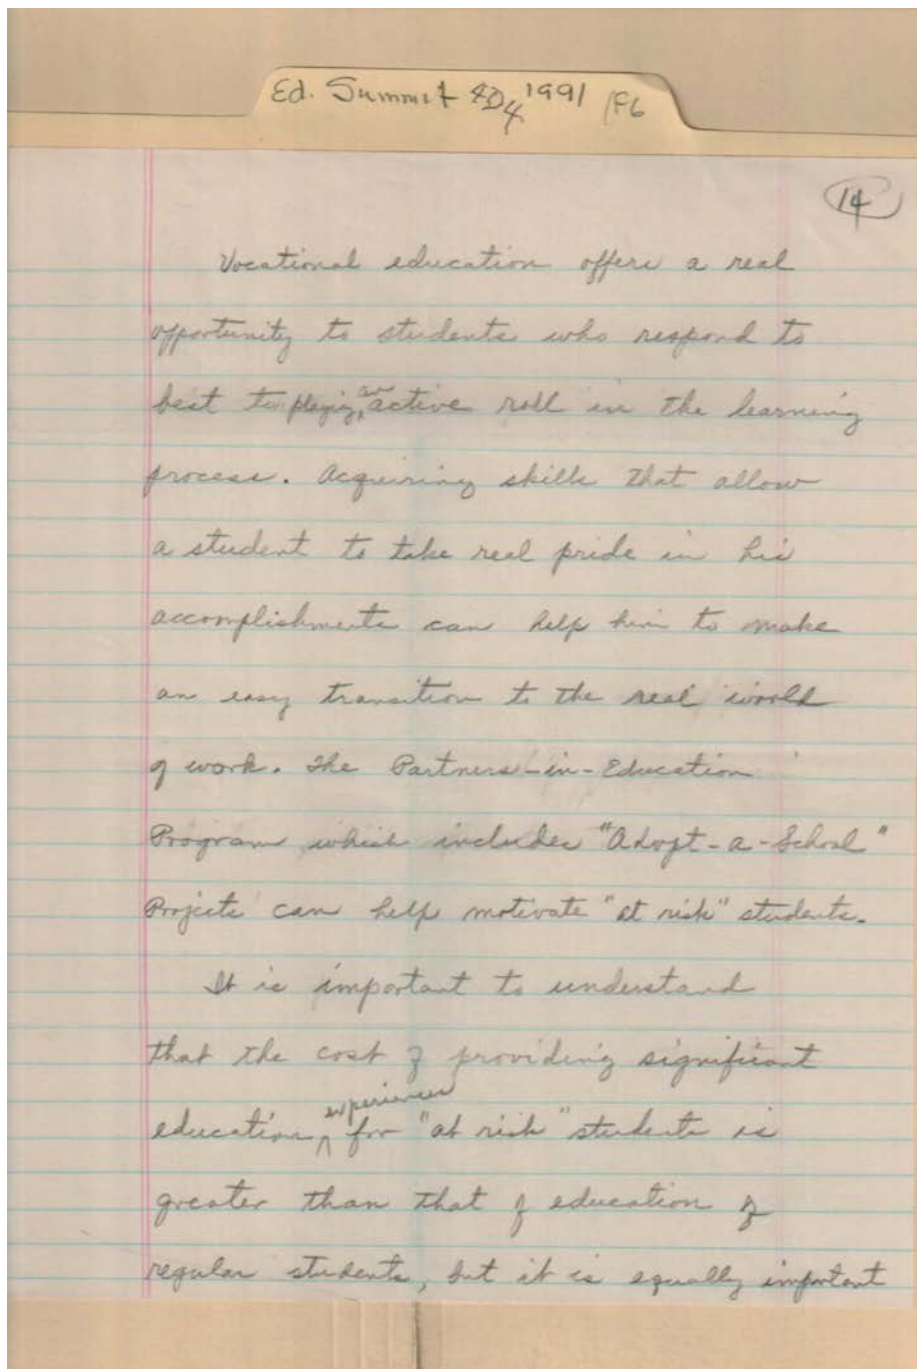 Ed. Summit 4D4 1991 /F6
14
Vocational education offers a real
opportunity to students who respond to
best to playing an active roll in the learning
process. Acquiring skills that allow
a student to take real pride in his
accomplishments can help him to make
an easy transition to the real world
of work. The Partners-in-Education
Program which includes "Adopt-a-School"
Projects can help motivate "at risk" students.
It is important to understand
that the cost of providing significant
education experiences for "at risk" students is
greater than that of education of
regular students, but it is equally important